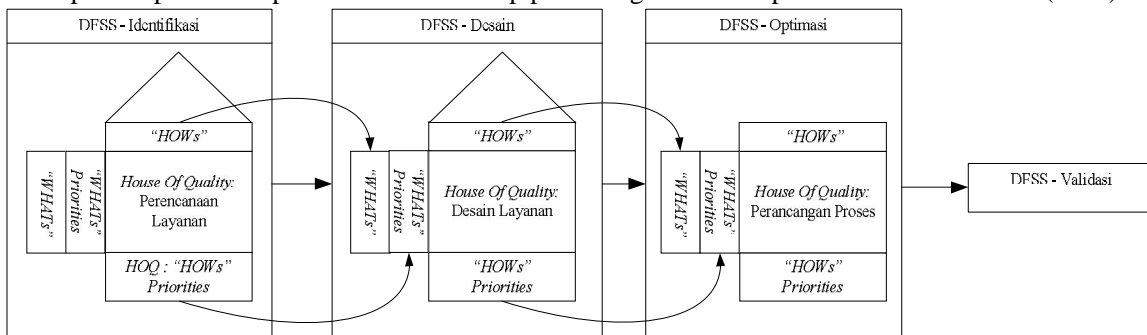 DFSS - Identifikasi
"HOWs"
"WHATs"
"WHATs"
Priorities
House Of Quality:
Perencanaan
Layanan
HOQ : "HOWs"
Priorities
DFSS - Desain
"HOWs"
"WHATs"
"WHATs"
Priorities
House Of Quality:
Desain Layanan
"HOWs"
Priorities
DFSS - Optimasi
"HOWs"
"WHATs"
"WHATs"
Priorities
House Of Quality:
Perancangan Proses
"HOWs"
Priorities
DFSS - Validasi